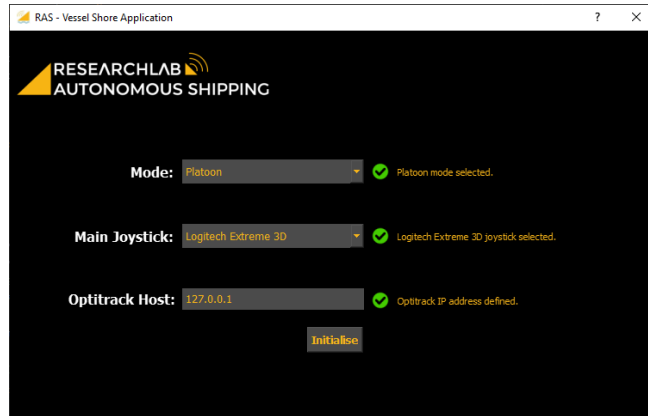 RAS - Vessel Shore Application
RESEARCHLAB
AUTONOMOUS SHIPPING
Mode: Platoon Platoon mode selected.
Main Joystick: Logitech Extreme 3D Logitech Extreme 3D joystick selected.
Optitrack Host: 127.0.0.1 Optitrack IP address defined.
Initialise